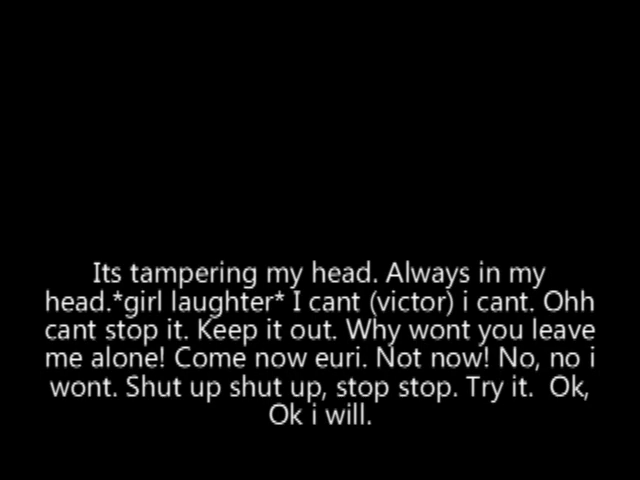 Its tampering my head. Always in my
head.*girl laughter* I cant (victor) i cant. Ohh
cant stop it. Keep it out. Why wont you leave
me alone! Come now euri. Not now! No, no i
wont. Shut up shut up, stop stop. Try it.  Ok,
Ok i will.